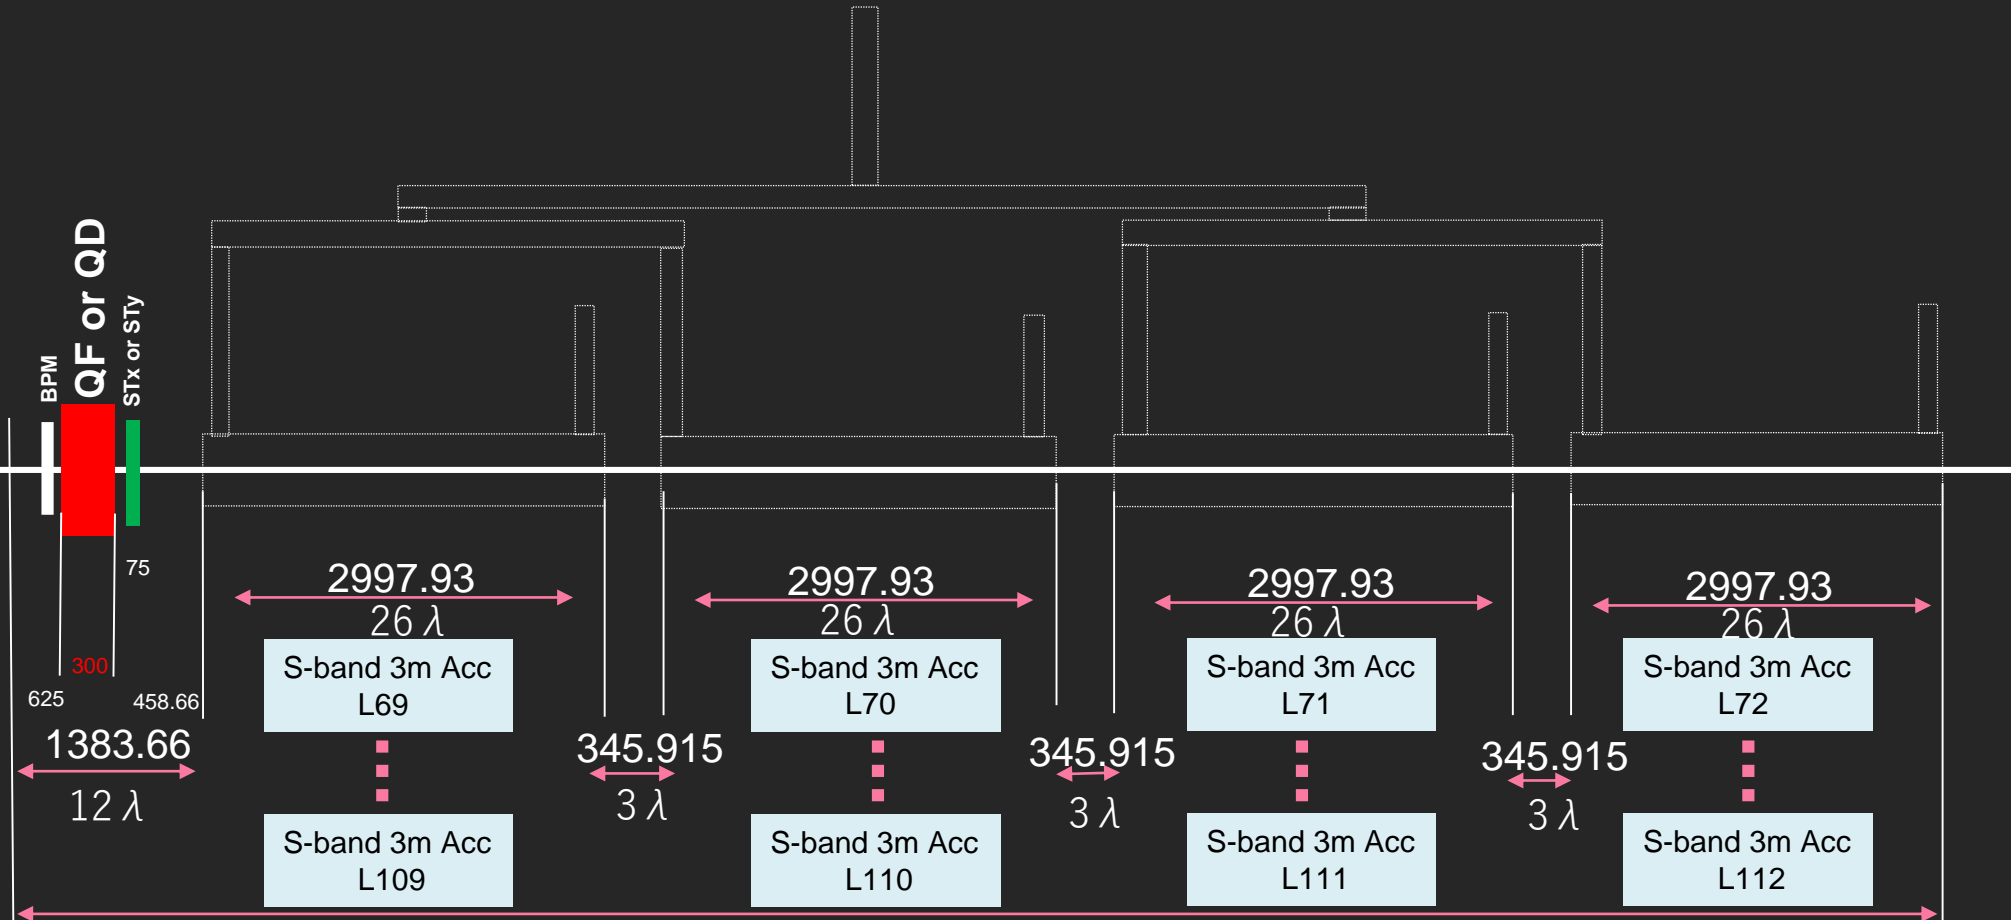 QF or QD
BPM
STx or STy
75
2997.93
26 λ
2997.93
26 λ
2997.93
26 λ
2997.93
26 λ
300
625
458.66
1383.66
12 λ
S-band 3m Acc
L69
S-band 3m Acc
L70
S-band 3m Acc
L71
S-band 3m Acc
L72
345.915
3 λ
345.915
3 λ
345.915
3 λ
S-band 3m Acc
L109
S-band 3m Acc
L110
S-band 3m Acc
L111
S-band 3m Acc
L112